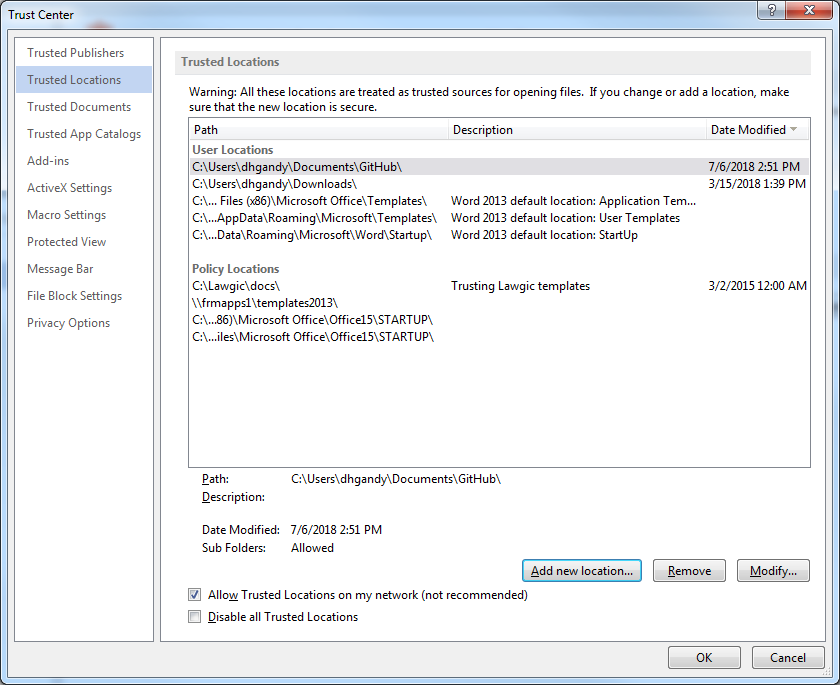 Trust Center
Trusted Publishers
Trusted Locations
Trusted Documents
Trusted App Catalogs
Add-ins
ActiveX Settings
Macro Settings
Protected View
Message Bar
File Block Settings
Privacy Options
Trusted Locations
Warning: All these locations are treated as trusted sources for opening files. If you change or add a location, make
sure that the new location is secure.
Path Description Date Modified
User Locations
C:\Users\dhgandy\Documents\GitHub\ 7/6/2018 2:51 PM
C:\Users\dhgandy\Downloads\ 3/15/2018 1:39 PM
C:\... Files (x86)\Microsoft Office\Templates\ Word 2013 default location: Application Tem...
C:\...AppData\Roaming\Microsoft\Templates\ Word 2013 default location: User Templates
C:\...Data\Roaming\Microsoft\Word\Startup\ Word 2013 default location: StartUp
Policy Locations
C:\Lawgic\docs\ Trusting Lawgic templates 3/2/2015 12:00 AM
\\frmapps1\templates2013\
C:\...86)\Microsoft Office\Office15\STARTUP\
C:\...iles\Microsoft Office\Office15\STARTUP\
Path: C:\Users\dhgandy\Documents\GitHub\
Description:
Date Modified: 7/6/2018 2:51 PM
Sub Folders: Allowed
Add new location... Remove Modify...
Allow Trusted Locations on my network (not recommended)
Disable all Trusted Locations
OK Cancel